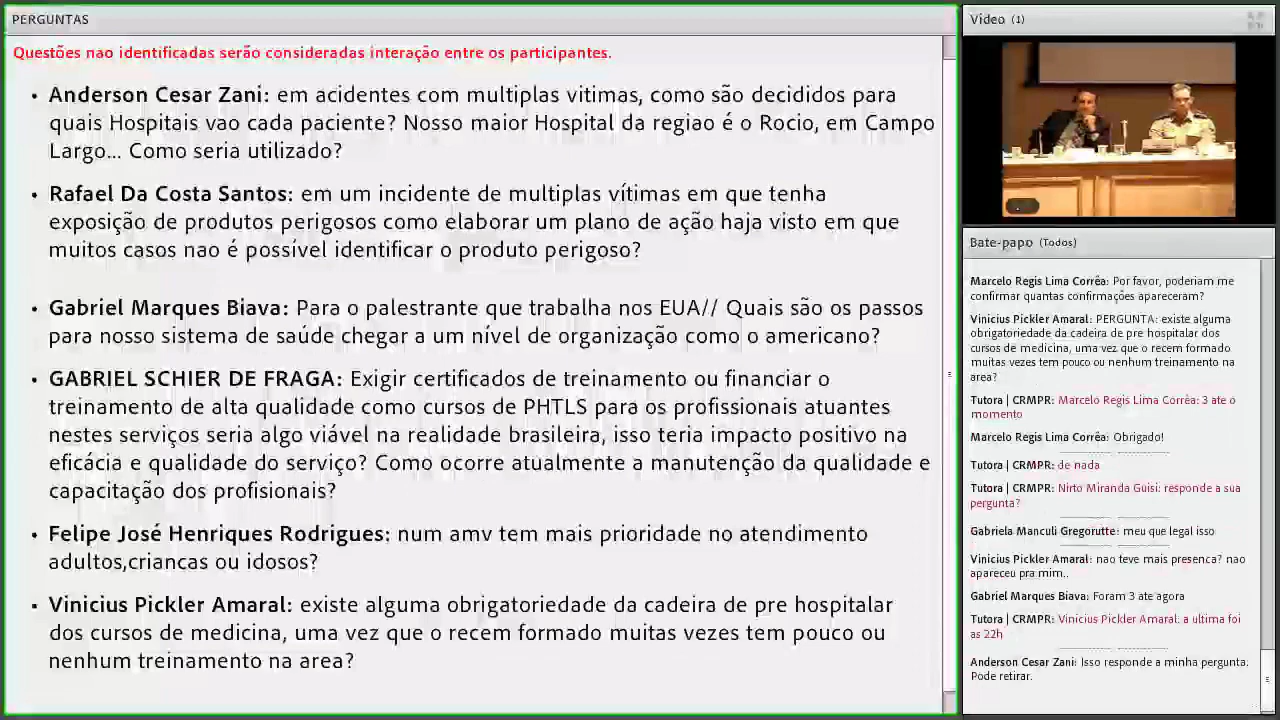 PERGUNTAS
Questões nao identificadas serão consideradas interação entre os participantes.
• Anderson Cesar Zani: em acidentes com multiplas vitimas, como são decididos para
quais Hospitais vao cada paciente? Nosso maior Hospital da regiao é o Rocio, em Campo
Largo... Como seria utilizado?
• Rafael Da Costa Santos: em um incidente de multiplas vítimas em que tenha
exposição de produtos perigosos como elaborar um plano de ação haja visto em que
muitos casos nao é possível identificar o produto perigoso?
• Gabriel Marques Biava: Para o palestrante que trabalha nos EUA// Quais são os passos
para nosso sistema de saúde chegar a um nível de organização como o americano?
• GABRIEL SCHIER DE FRAGA: Exigir certificados de treinamento ou financiar o
treinamento de alta qualidade como cursos de PHTLS para os profissionais atuantes
nestes serviços seria algo viável na realidade brasileira, isso teria impacto positivo na
eficácia e qualidade do serviço? Como ocorre atualmente a manutenção da qualidade e
capacitação dos profisionais?
• Felipe José Henriques Rodrigues: num amv tem mais prioridade no atendimento
adultos,criancas ou idosos?
• Vinicius Pickler Amaral: existe alguma obrigatoriedade da cadeira de pre hospitalar
dos cursos de medicina, uma vez que o recem formado muitas vezes tem pouco ou
nenhum treinamento na area?
Vídeo (1)
Bate-papo (Todos)
Marcelo Regis Lima Corrêa: Por favor, poderiam me
confirmar quantas confirmações apareceram?
Vinicius Pickler Amaral: PERGUNTA: existe alguma
obrigatoriedade da cadeira de pre hospitalar dos
cursos de medicina, uma vez que o recem formado
muitas vezes tem pouco ou nenhum treinamento na
area?
Tutora | CRMPR: Marcelo Regis Lima Corrêa: 3 ate o
momento
Marcelo Regis Lima Corrêa: Obrigado!
Tutora | CRMPR: de nada
Tutora | CRMPR: Nirto Miranda Guisi: responde a sua
pergunta?
Gabriela Manculi Gregorutte: meu que legal isso
Vinicius Pickler Amaral: nao teve mais presenca? nao
apareceu pra mim..
Gabriel Marques Biava: Foram 3 ate agora
Tutora | CRMPR: Vinicius Pickler Amaral: a ultima foi
as 22h
Anderson Cesar Zani: Isso responde a minha pergunta.
Pode retirar.